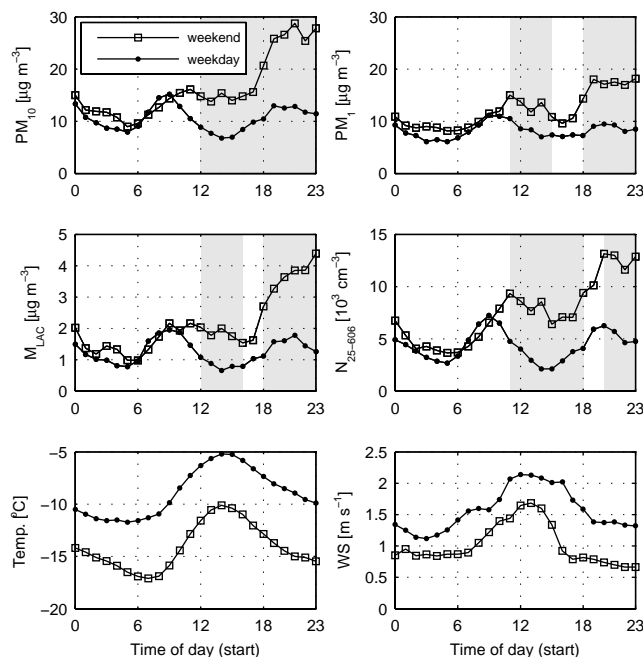 weekend
weekday
PM10 [µg m−3]
30
20
10
0
0 6 12 18 23
PM1 [µg m−3]
30
20
10
0
0 6 12 18 23
MLAC [µg m−3]
5
4
3
2
1
0
0 6 12 18 23
N25−606 [10^3 cm−3]
15
10
5
0
0 6 12 18 23
Temp. [°C]
−5
−10
−15
−20
0 6 12 18 23
Time of day (start)
WS [m s−1]
2.5
2
1.5
1
0.5
0
0 6 12 18 23
Time of day (start)